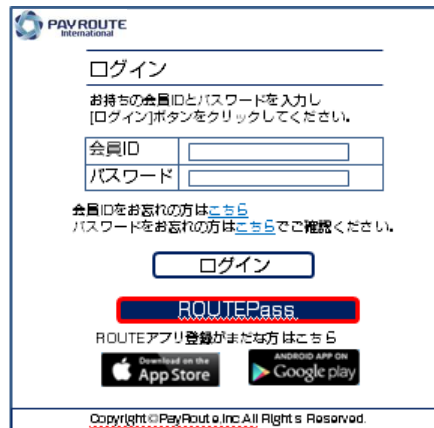 PAYROUTE
International
ログイン
お持ちの会員IDとパスワードを入力し
[ログイン]ボタンをクリックしてください。
会員ID
パスワード
会員IDをお忘れの方はこちら
パスワードをお忘れの方はこちらでご確認ください。
ログイン
ROUTEPass
ROUTEアプリ登録がまだな方はこちら
Download on the
App Store
ANDROID APP ON
Google play
Copyright©PayRoute,Inc All Rights Reserved.